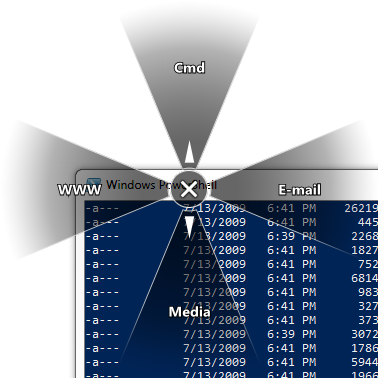 Cmd
www
Windows PowerShell
E-mail
-a--- 7/13/2009 6:41 PM 26219
-a--- 7/13/2009 6:41 PM 445
-a--- 7/13/2009 6:39 PM 2268
-a--- 7/13/2009 6:41 PM 1827
-a--- 7/13/2009 6:41 PM 752
-a--- 7/13/2009 6:41 PM 6814
-a--- 7/13/2009 6:41 PM 983
-a--- 7/13/2009 6:41 PM 327
Media
-a--- 7/13/2009 6:41 PM 373
-a--- 7/13/2009 6:39 PM 3072
-a--- 7/13/2009 6:41 PM 1786
-a--- 7/13/2009 6:41 PM 5944
-a--- 7/13/2009 6:41 PM 1966